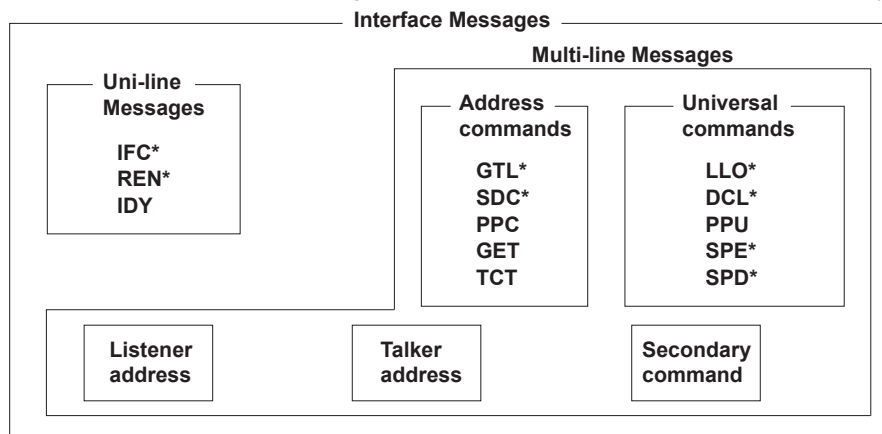 Interface Messages
Multi-line Messages
Uni-line
Messages
IFC*
REN*
IDY
Address
commands
GTL*
SDC*
PPC
GET
TCT
Universal
commands
LLO*
DCL*
PPU
SPE*
SPD*
Listener
address
Talker
address
Secondary
command